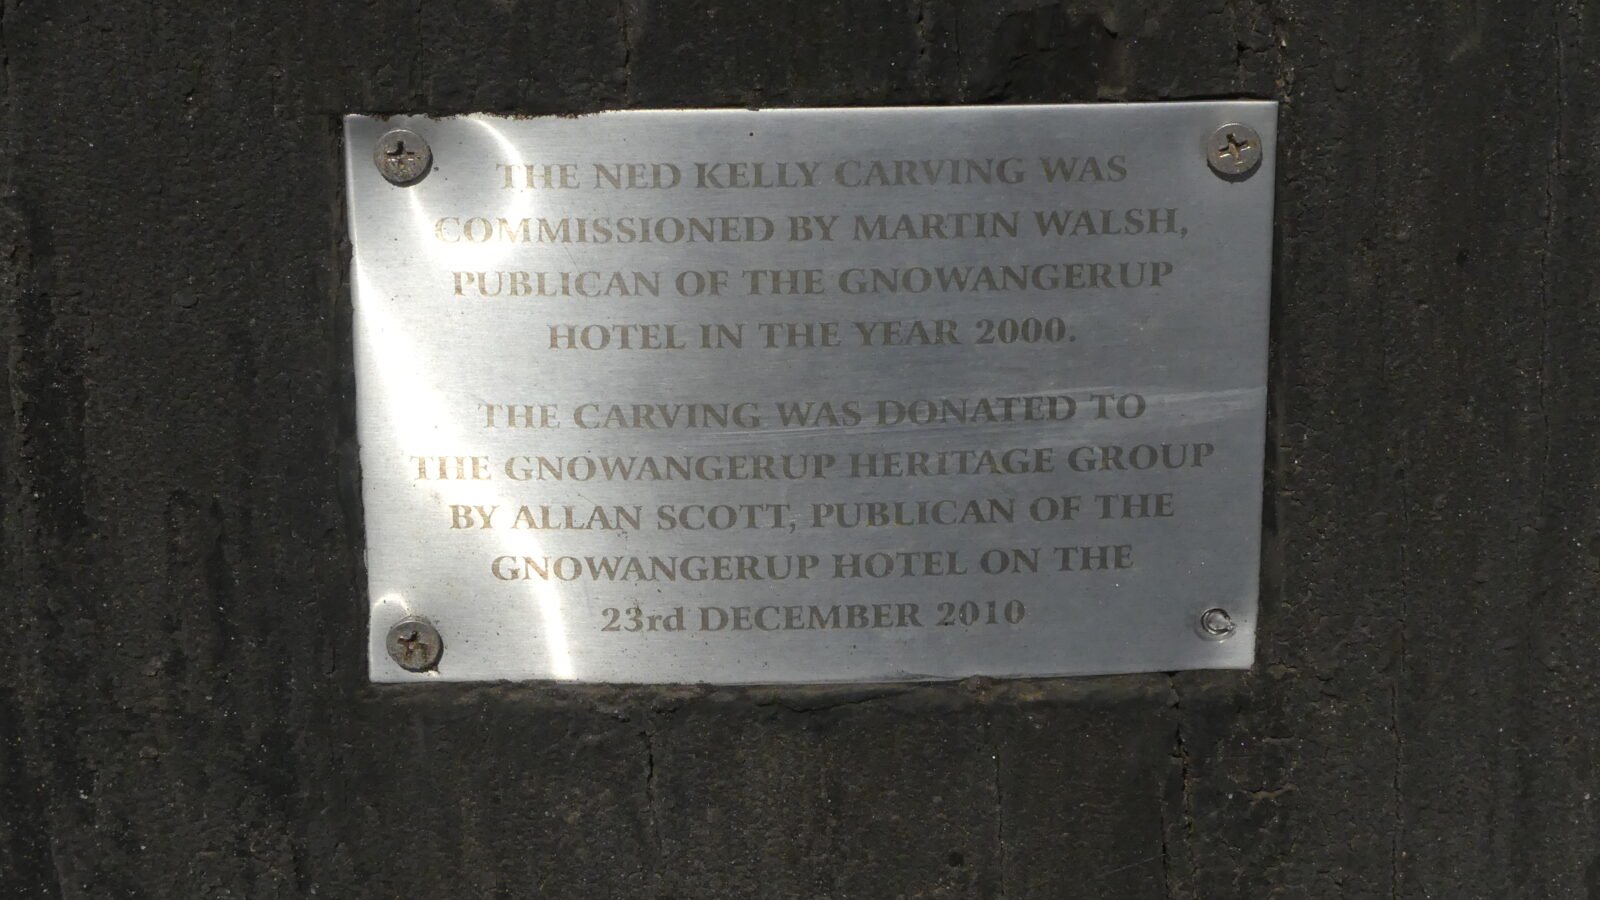 THE NED KELLY CARVING WAS
COMMISSIONED BY MARTIN WALSH,
PUBLICAN OF THE GNOWANGERUP
HOTEL IN THE YEAR 2000.
THE CARVING WAS DONATED TO
THE GNOWANGERUP HERITAGE GROUP
BY ALLAN SCOTT, PUBLICAN OF THE
GNOWANGERUP HOTEL ON THE
23rd DECEMBER 2010